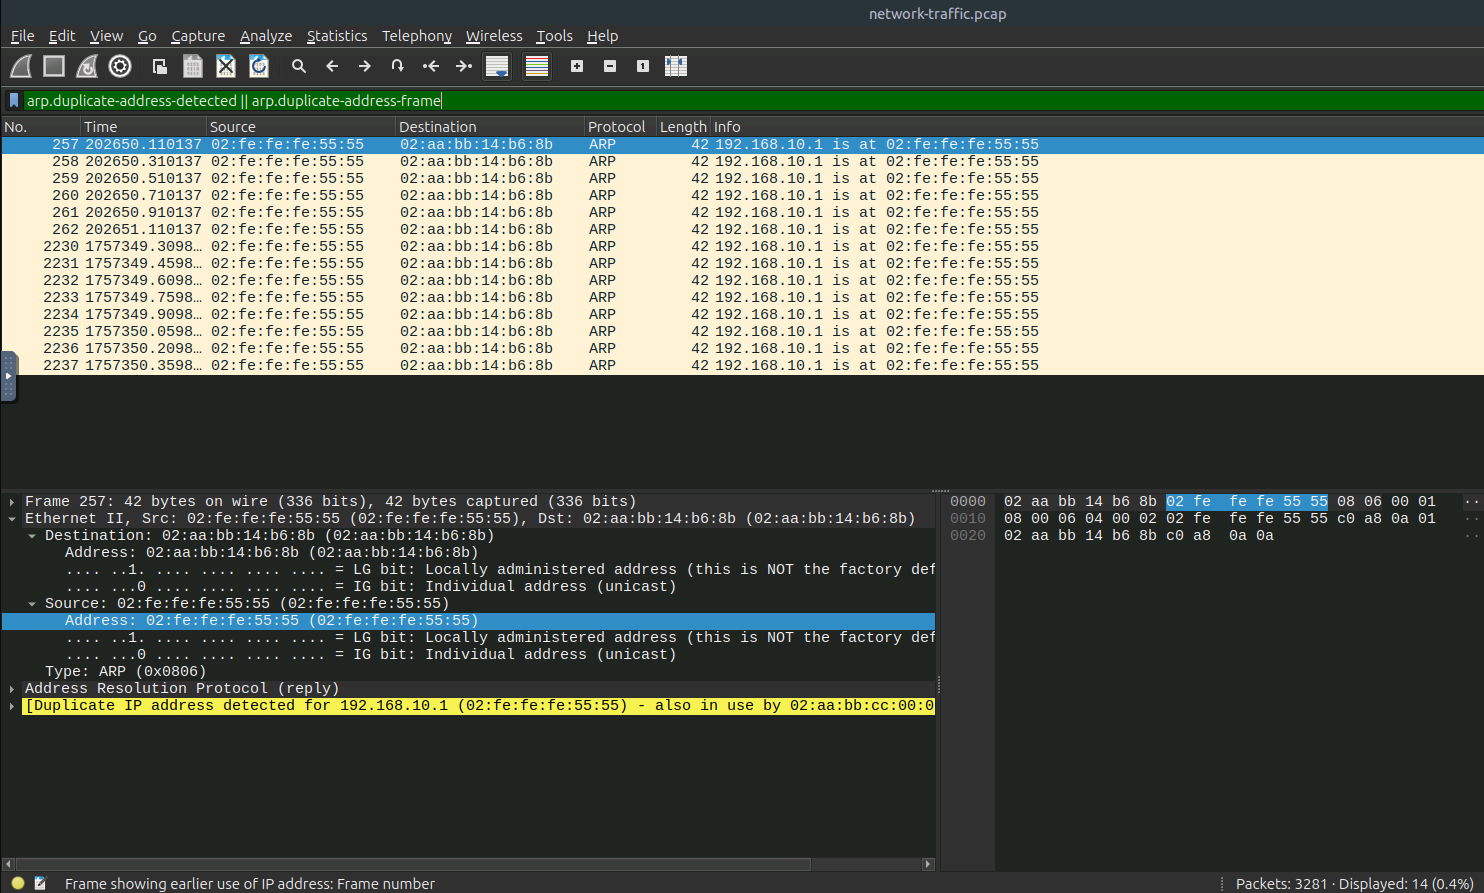 network-traffic.pcap
File Edit View Go Capture Analyze Statistics Telephony Wireless Tools Help
arp.duplicate-address-detected || arp.duplicate-address-frame
No. Time Source Destination Protocol Length Info
257 202650.110137 02:fe:fe:fe:55:55 02:aa:bb:14:b6:8b ARP 42 192.168.10.1 is at 02:fe:fe:fe:55:55
258 202650.310137 02:fe:fe:fe:55:55 02:aa:bb:14:b6:8b ARP 42 192.168.10.1 is at 02:fe:fe:fe:55:55
259 202650.510137 02:fe:fe:fe:55:55 02:aa:bb:14:b6:8b ARP 42 192.168.10.1 is at 02:fe:fe:fe:55:55
260 202650.710137 02:fe:fe:fe:55:55 02:aa:bb:14:b6:8b ARP 42 192.168.10.1 is at 02:fe:fe:fe:55:55
261 202650.910137 02:fe:fe:fe:55:55 02:aa:bb:14:b6:8b ARP 42 192.168.10.1 is at 02:fe:fe:fe:55:55
262 202651.110137 02:fe:fe:fe:55:55 02:aa:bb:14:b6:8b ARP 42 192.168.10.1 is at 02:fe:fe:fe:55:55
2230 1757349.3098… 02:fe:fe:fe:55:55 02:aa:bb:14:b6:8b ARP 42 192.168.10.1 is at 02:fe:fe:fe:55:55
2231 1757349.4598… 02:fe:fe:fe:55:55 02:aa:bb:14:b6:8b ARP 42 192.168.10.1 is at 02:fe:fe:fe:55:55
2232 1757349.6098… 02:fe:fe:fe:55:55 02:aa:bb:14:b6:8b ARP 42 192.168.10.1 is at 02:fe:fe:fe:55:55
2233 1757349.7598… 02:fe:fe:fe:55:55 02:aa:bb:14:b6:8b ARP 42 192.168.10.1 is at 02:fe:fe:fe:55:55
2234 1757349.9098… 02:fe:fe:fe:55:55 02:aa:bb:14:b6:8b ARP 42 192.168.10.1 is at 02:fe:fe:fe:55:55
2235 1757350.0598… 02:fe:fe:fe:55:55 02:aa:bb:14:b6:8b ARP 42 192.168.10.1 is at 02:fe:fe:fe:55:55
2236 1757350.2098… 02:fe:fe:fe:55:55 02:aa:bb:14:b6:8b ARP 42 192.168.10.1 is at 02:fe:fe:fe:55:55
2237 1757350.3598… 02:fe:fe:fe:55:55 02:aa:bb:14:b6:8b ARP 42 192.168.10.1 is at 02:fe:fe:fe:55:55
Frame 257: 42 bytes on wire (336 bits), 42 bytes captured (336 bits)
Ethernet II, Src: 02:fe:fe:fe:55:55 (02:fe:fe:fe:55:55), Dst: 02:aa:bb:14:b6:8b (02:aa:bb:14:b6:8b)
Destination: 02:aa:bb:14:b6:8b (02:aa:bb:14:b6:8b)
Address: 02:aa:bb:14:b6:8b (02:aa:bb:14:b6:8b)
.... ..1. .... .... .... .... = LG bit: Locally administered address (this is NOT the factory def
.... ...0 .... .... .... .... = IG bit: Individual address (unicast)
Source: 02:fe:fe:fe:55:55 (02:fe:fe:fe:55:55)
Address: 02:fe:fe:fe:55:55 (02:fe:fe:fe:55:55)
.... ..1. .... .... .... .... = LG bit: Locally administered address (this is NOT the factory def
.... ...0 .... .... .... .... = IG bit: Individual address (unicast)
Type: ARP (0x0806)
Address Resolution Protocol (reply)
[Duplicate IP address detected for 192.168.10.1 (02:fe:fe:fe:55:55) - also in use by 02:aa:bb:cc:00:0
0000 02 aa bb 14 b6 8b 02 fe fe fe 55 55 08 06 00 01 ··
0010 08 00 06 04 00 02 02 fe fe fe 55 55 c0 a8 0a 01 ··
0020 02 aa bb 14 b6 8b c0 a8 0a 0a ··
Frame showing earlier use of IP address: Frame number
Packets: 3281 · Displayed: 14 (0.4%)